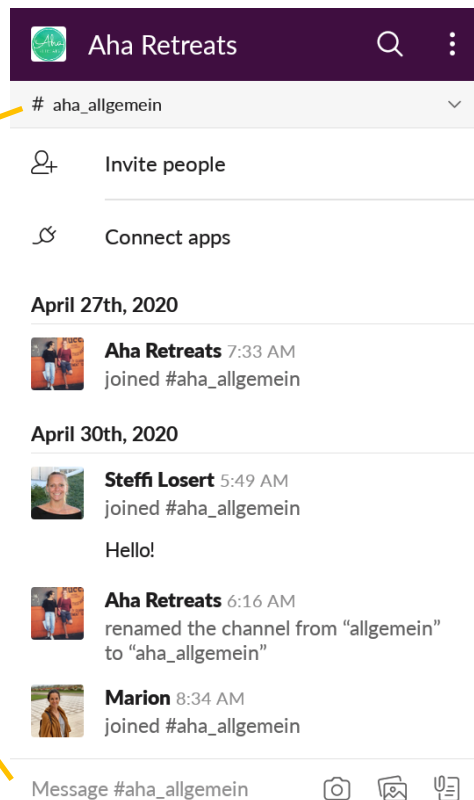 Aha
Aha Retreats
# aha_allgemein
Invite people
Connect apps
April 27th, 2020
Aha Retreats 7:33 AM
joined #aha_allgemein
April 30th, 2020
Steffi Losert 5:49 AM
joined #aha_allgemein
Hello!
Aha Retreats 6:16 AM
renamed the channel from “allgemein”
to “aha_allgemein”
Marion 8:34 AM
joined #aha_allgemein
Message #aha_allgemein